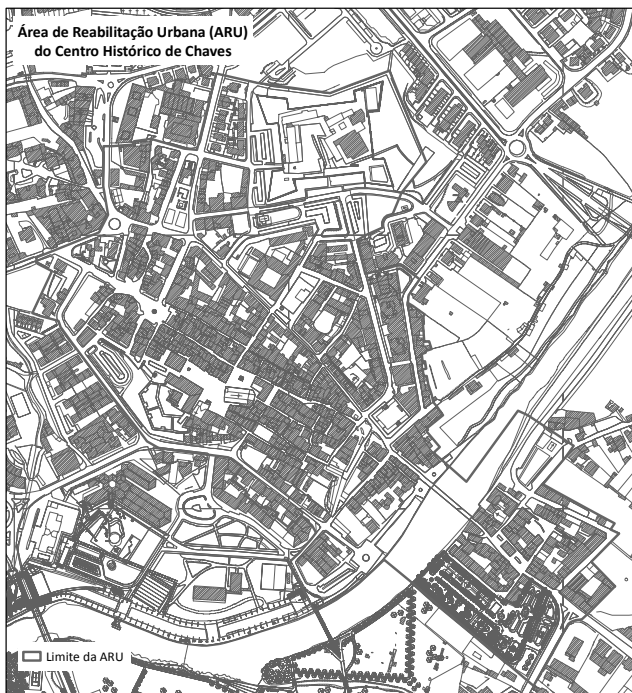 Área de Reabilitação Urbana (ARU)
do Centro Histórico de Chaves
Limite da ARU